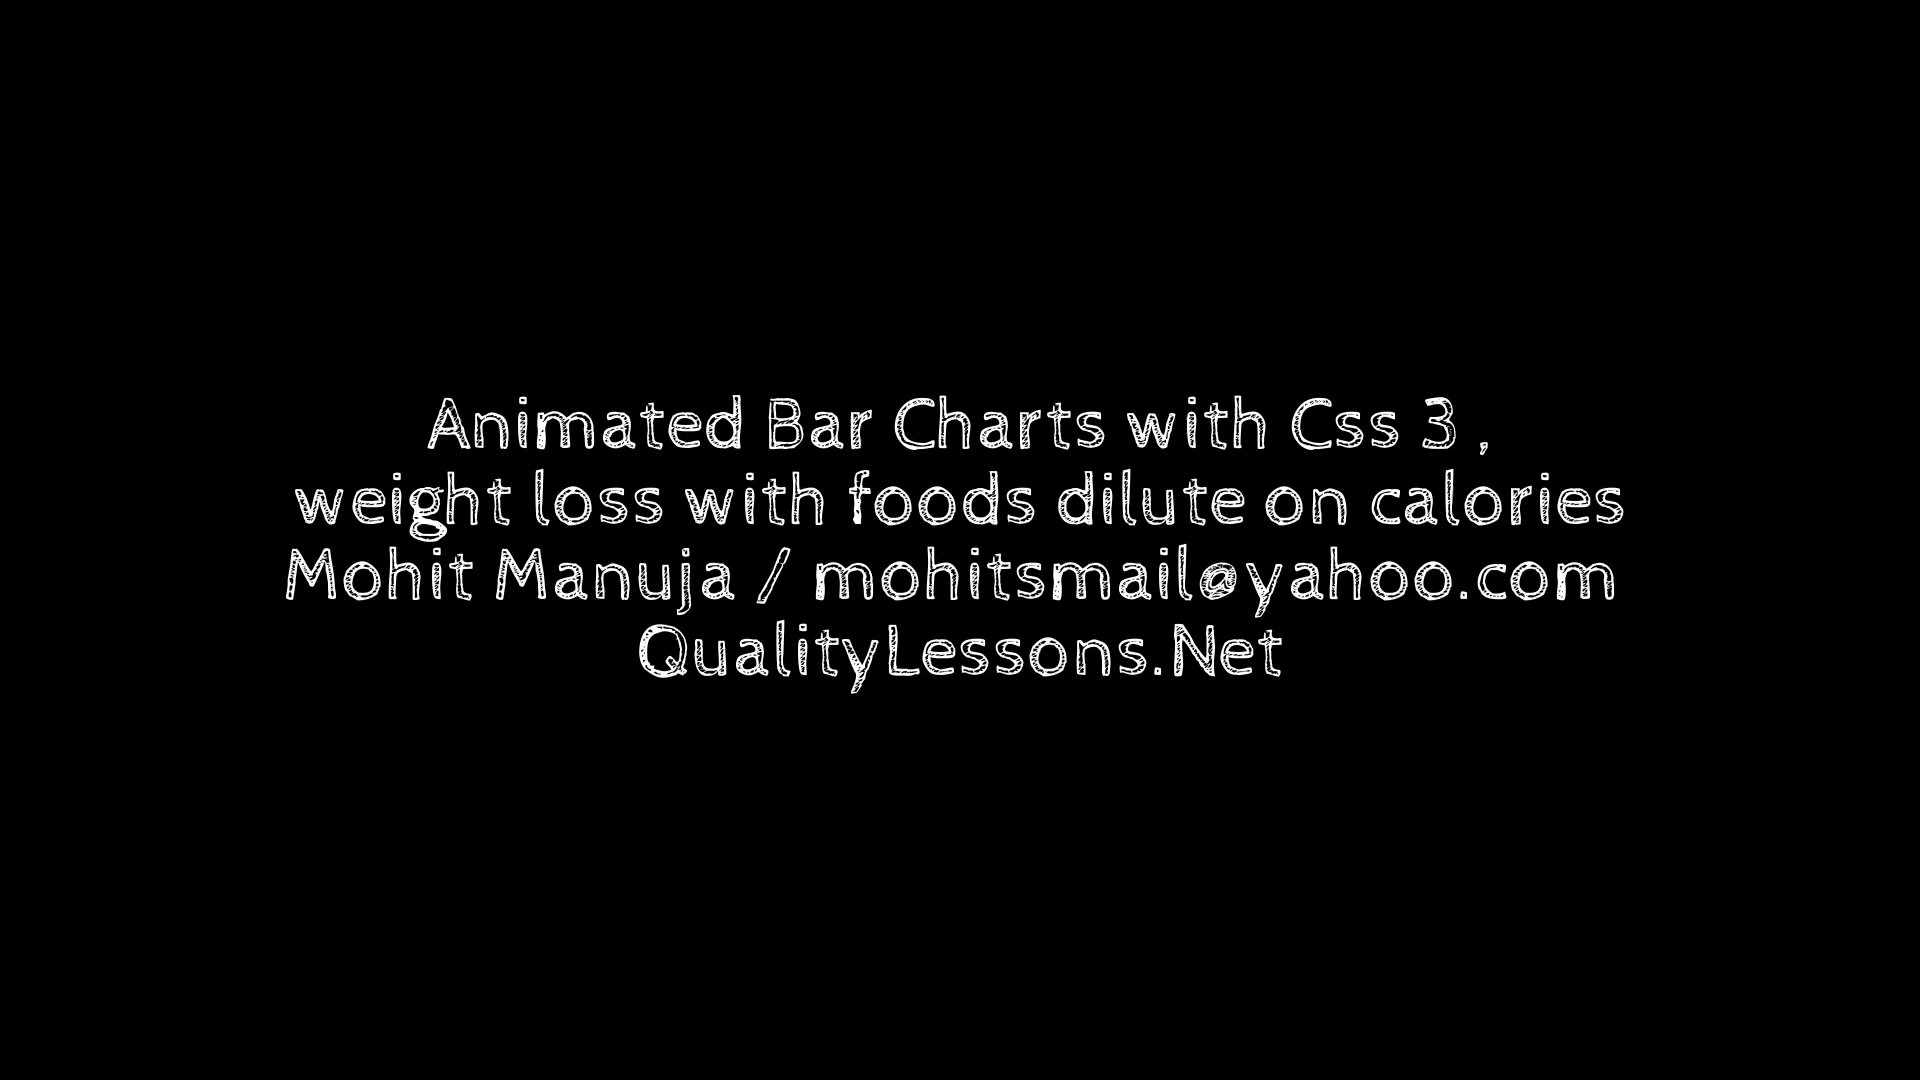 Animated Bar Charts with Css 3 ,
weight loss with foods dilute on calories
Mohit Manuja / mohitsmail@yahoo.com
QualityLessons.Net